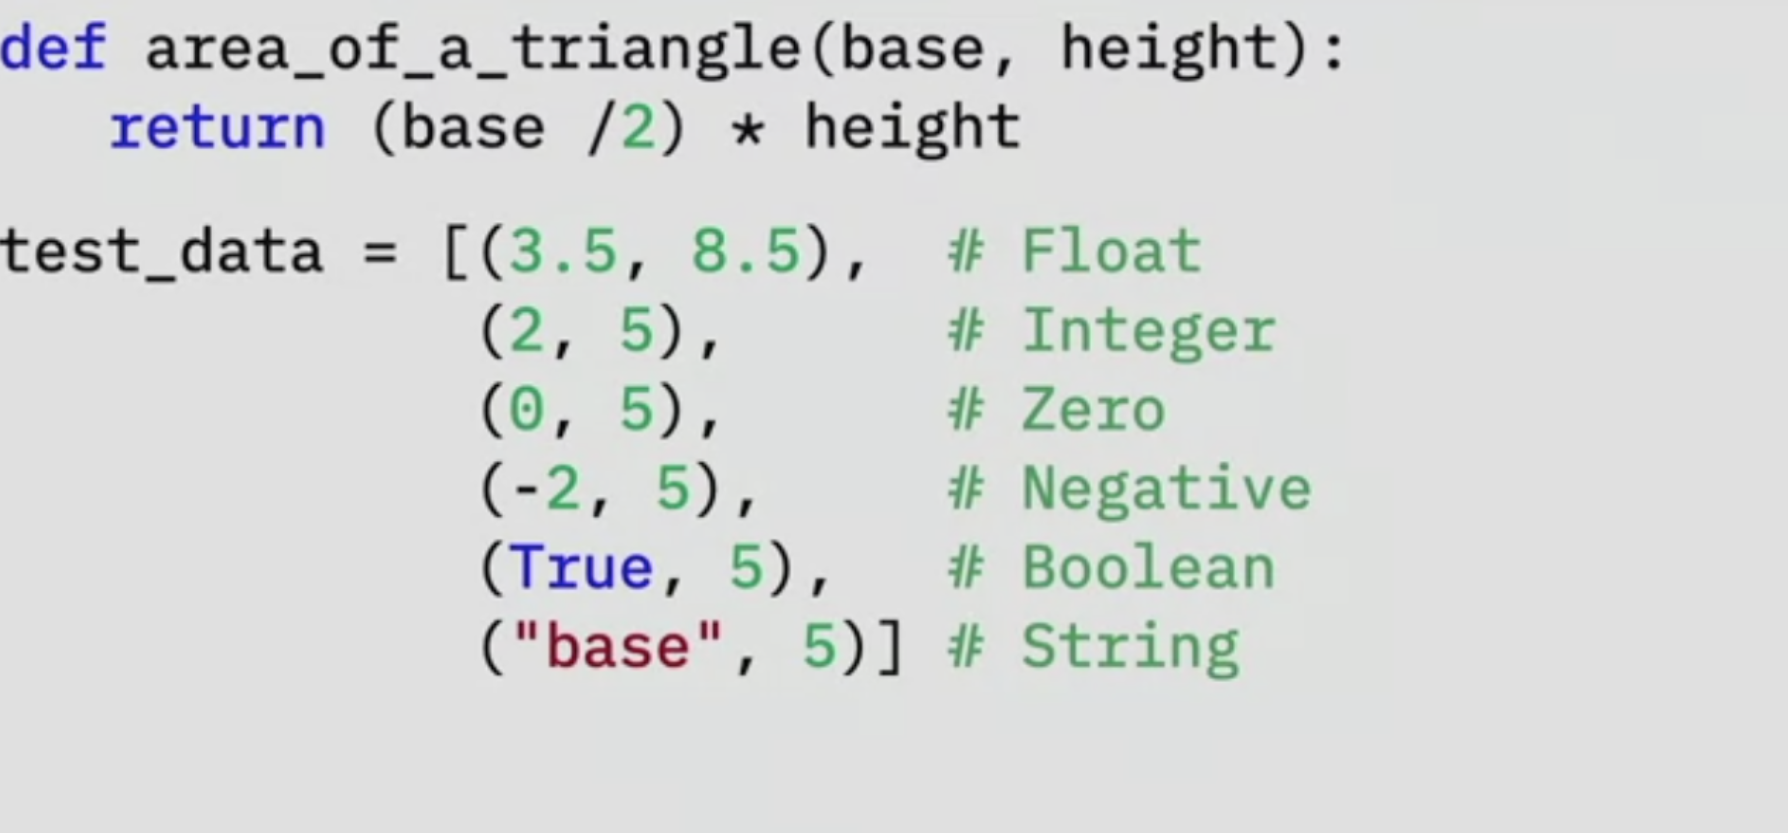 def area_of_a_triangle(base, height):
   return (base /2) * height
test_data = [(3.5, 8.5),  # Float
             (2, 5),      # Integer
             (0, 5),      # Zero
             (-2, 5),     # Negative
             (True, 5),   # Boolean
             ("base", 5)] # String